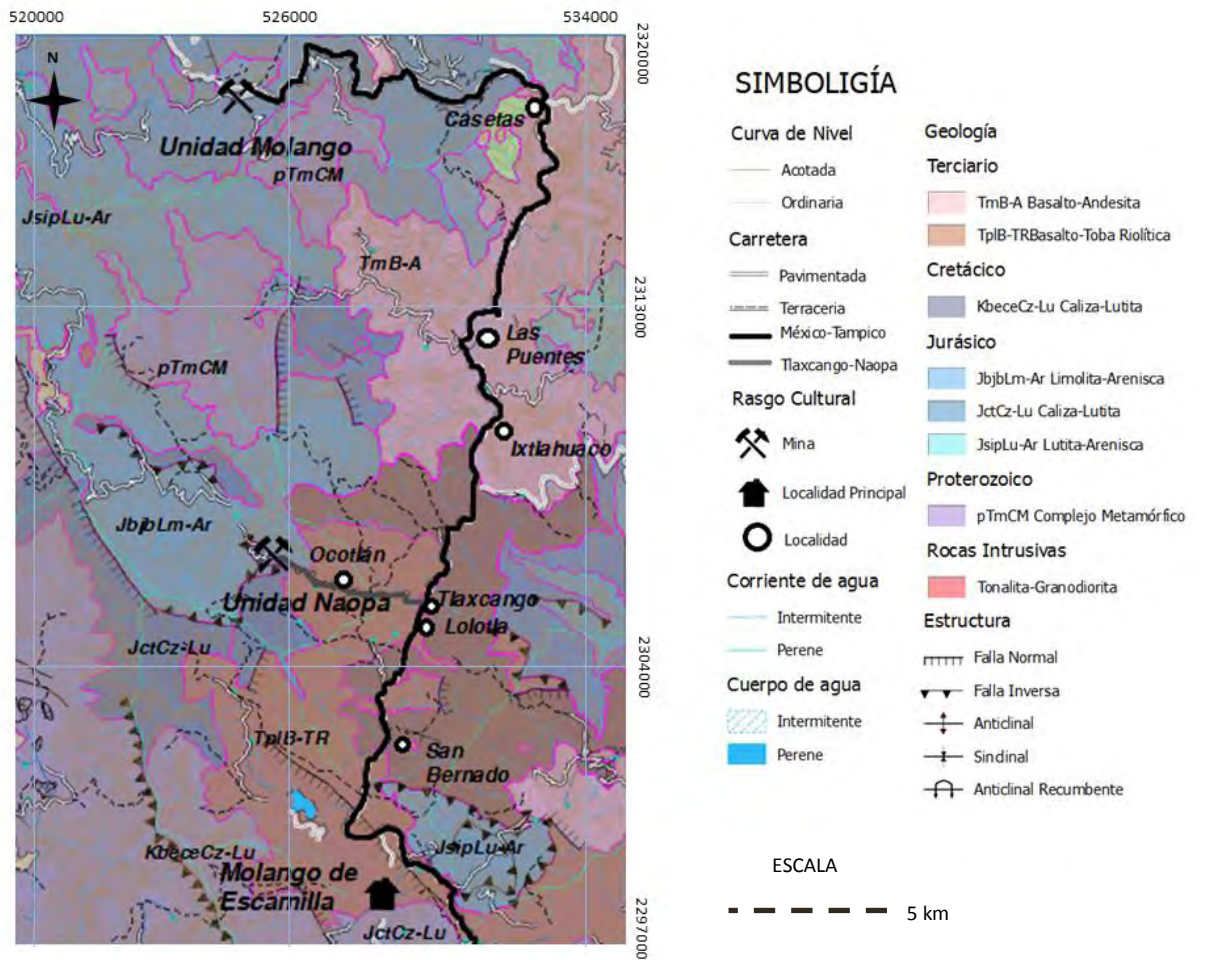 520000
526000
534000
2320000
N
Casetas
Unidad Molango
pTmCM
JsipLu-Ar
TmB-A
2313000
Las
Puentes
pTmCM
Ixtlahuaco
JbjbLm-Ar
Ocotlán
Unidad Naopa
Tlaxcango
Lolotla
JctCz-Lu
2304000
TplB-TR
San
Bernado
KbeceCz-Lu
JsipLu-Ar
Molango de
Escamilla
JctCz-Lu
2297000
SIMBOLIGÍA
Curva de Nivel
Acotada
Ordinaria
Carretera
Pavimentada
Terraceria
México-Tampico
Tlaxcango-Naopa
Rasgo Cultural
Mina
Localidad Principal
Localidad
Corriente de agua
Intermitente
Perene
Cuerpo de agua
Intermitente
Perene
Geología
Terciario
TmB-A Basalto-Andesita
TplB-TRBasalto-Toba Riolítica
Cretácico
KbeceCz-Lu Caliza-Lutita
Jurásico
JbjbLm-Ar Limolita-Arenisca
JctCz-Lu Caliza-Lutita
JsipLu-Ar Lutita-Arenisca
Proterozoico
pTmCM Complejo Metamórfico
Rocas Intrusivas
Tonalita-Granodiorita
Estructura
Falla Normal
Falla Inversa
Anticlinal
Sindinal
Anticlinal Recumbente
ESCALA
5 km